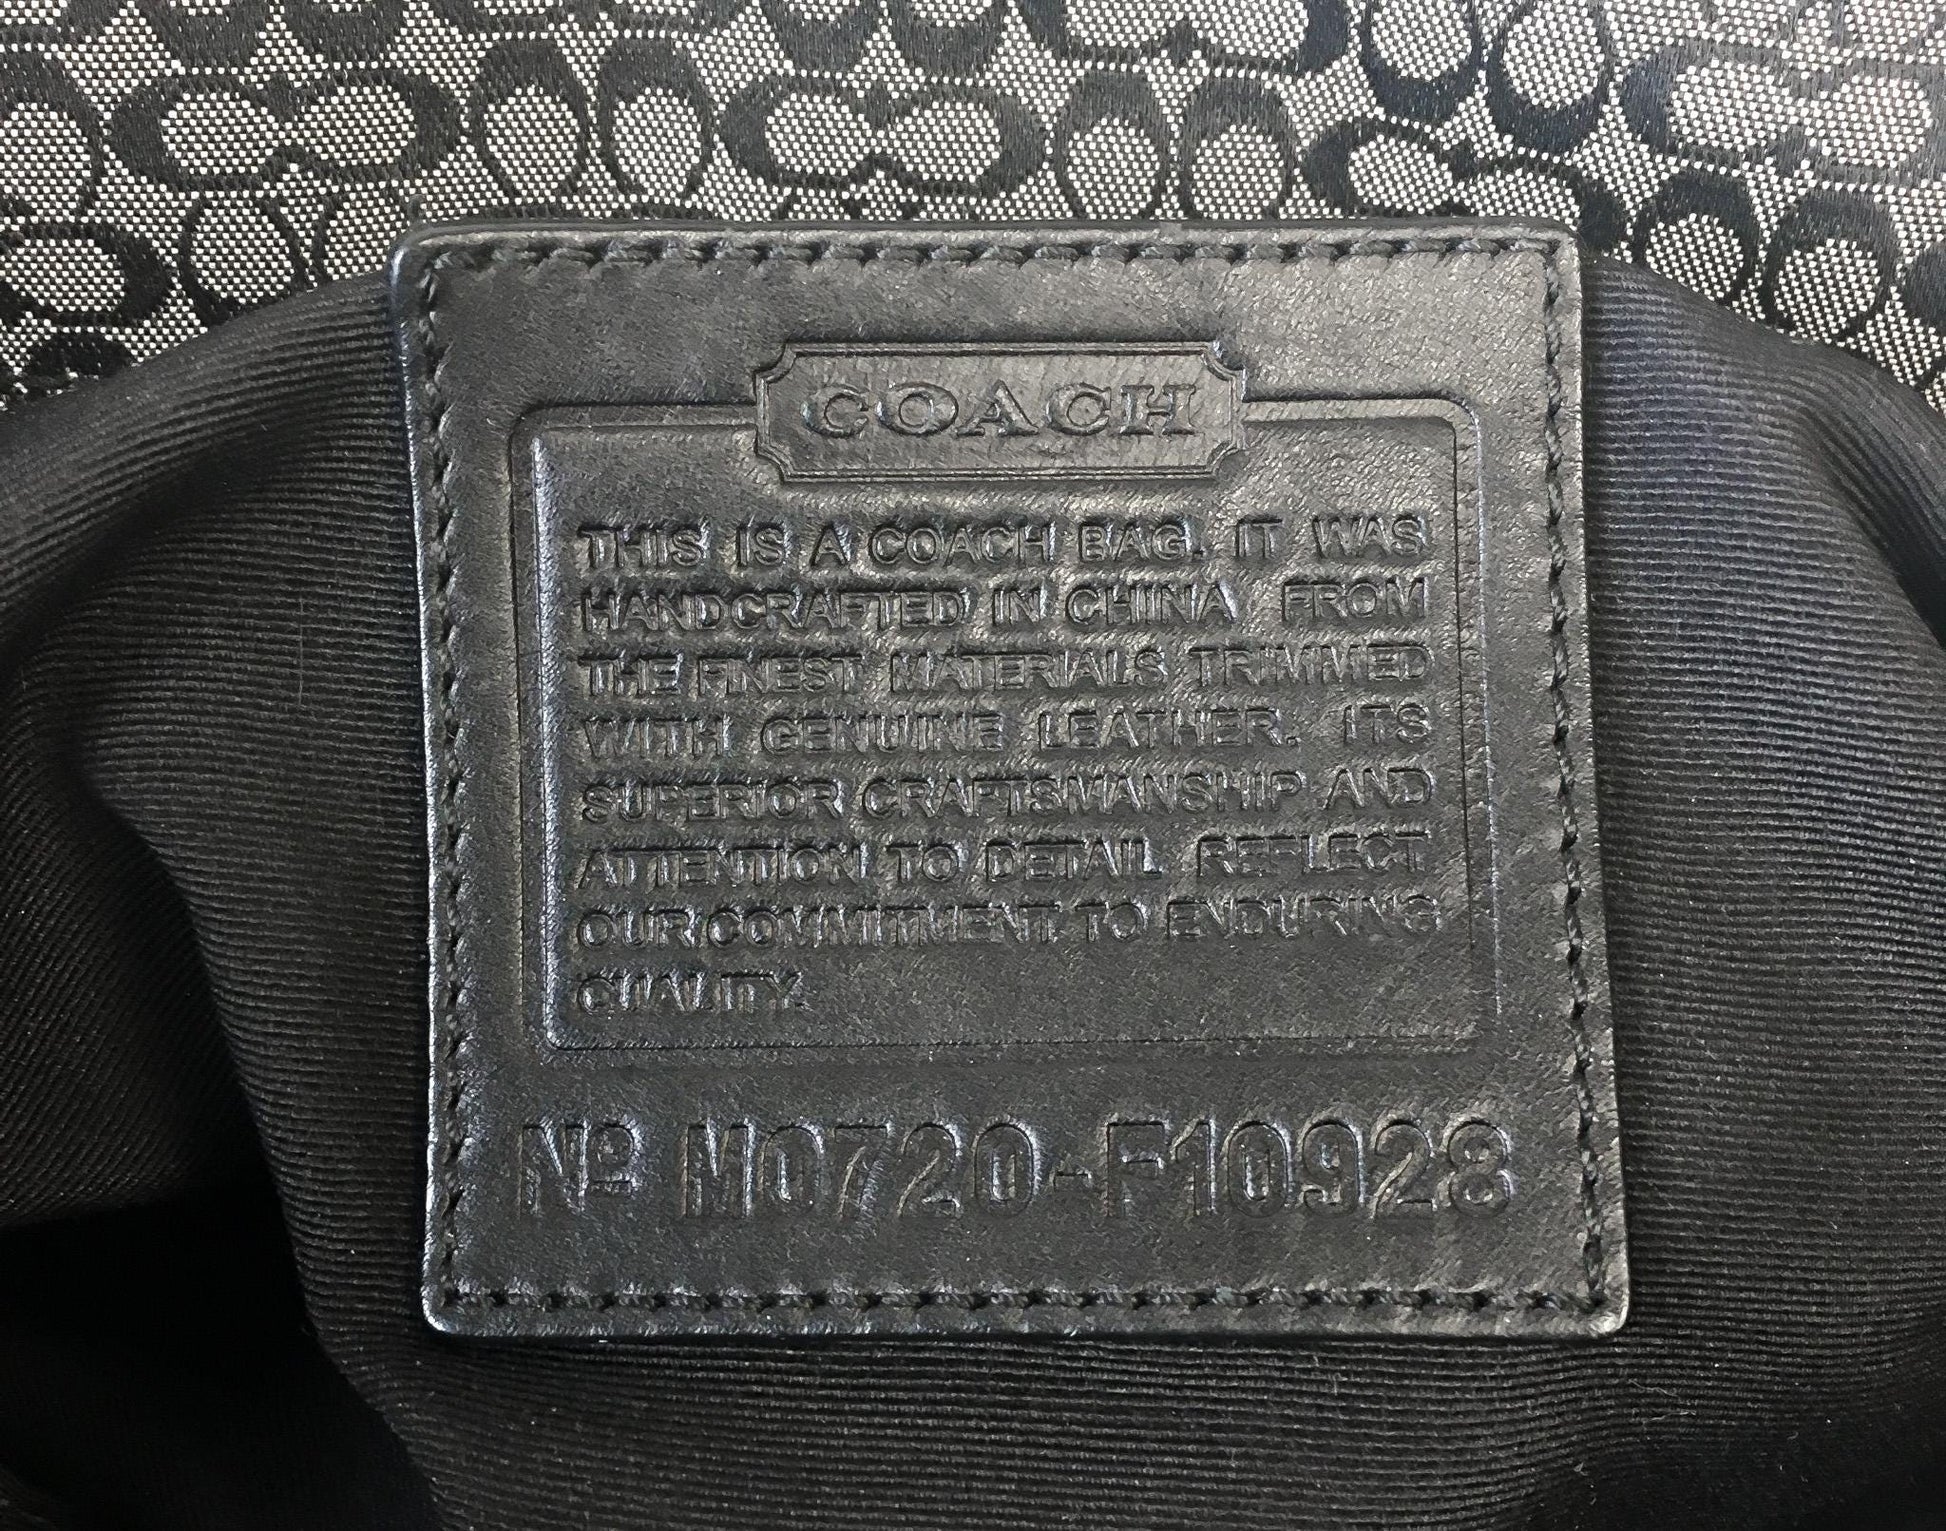 COACH
THIS IS A COACH BAG. IT WAS
HANDCRAFTED IN CHINA FROM
THE FINEST MATERIALS TRIMMED
WITH GENUINE LEATHER. ITS
SUPERIOR CRAFTSMANSHIP AND
ATTENTION TO DETAIL REFLECT
OUR COMMITMENT TO ENDURING
QUALITY.
Nº M0720-F10928